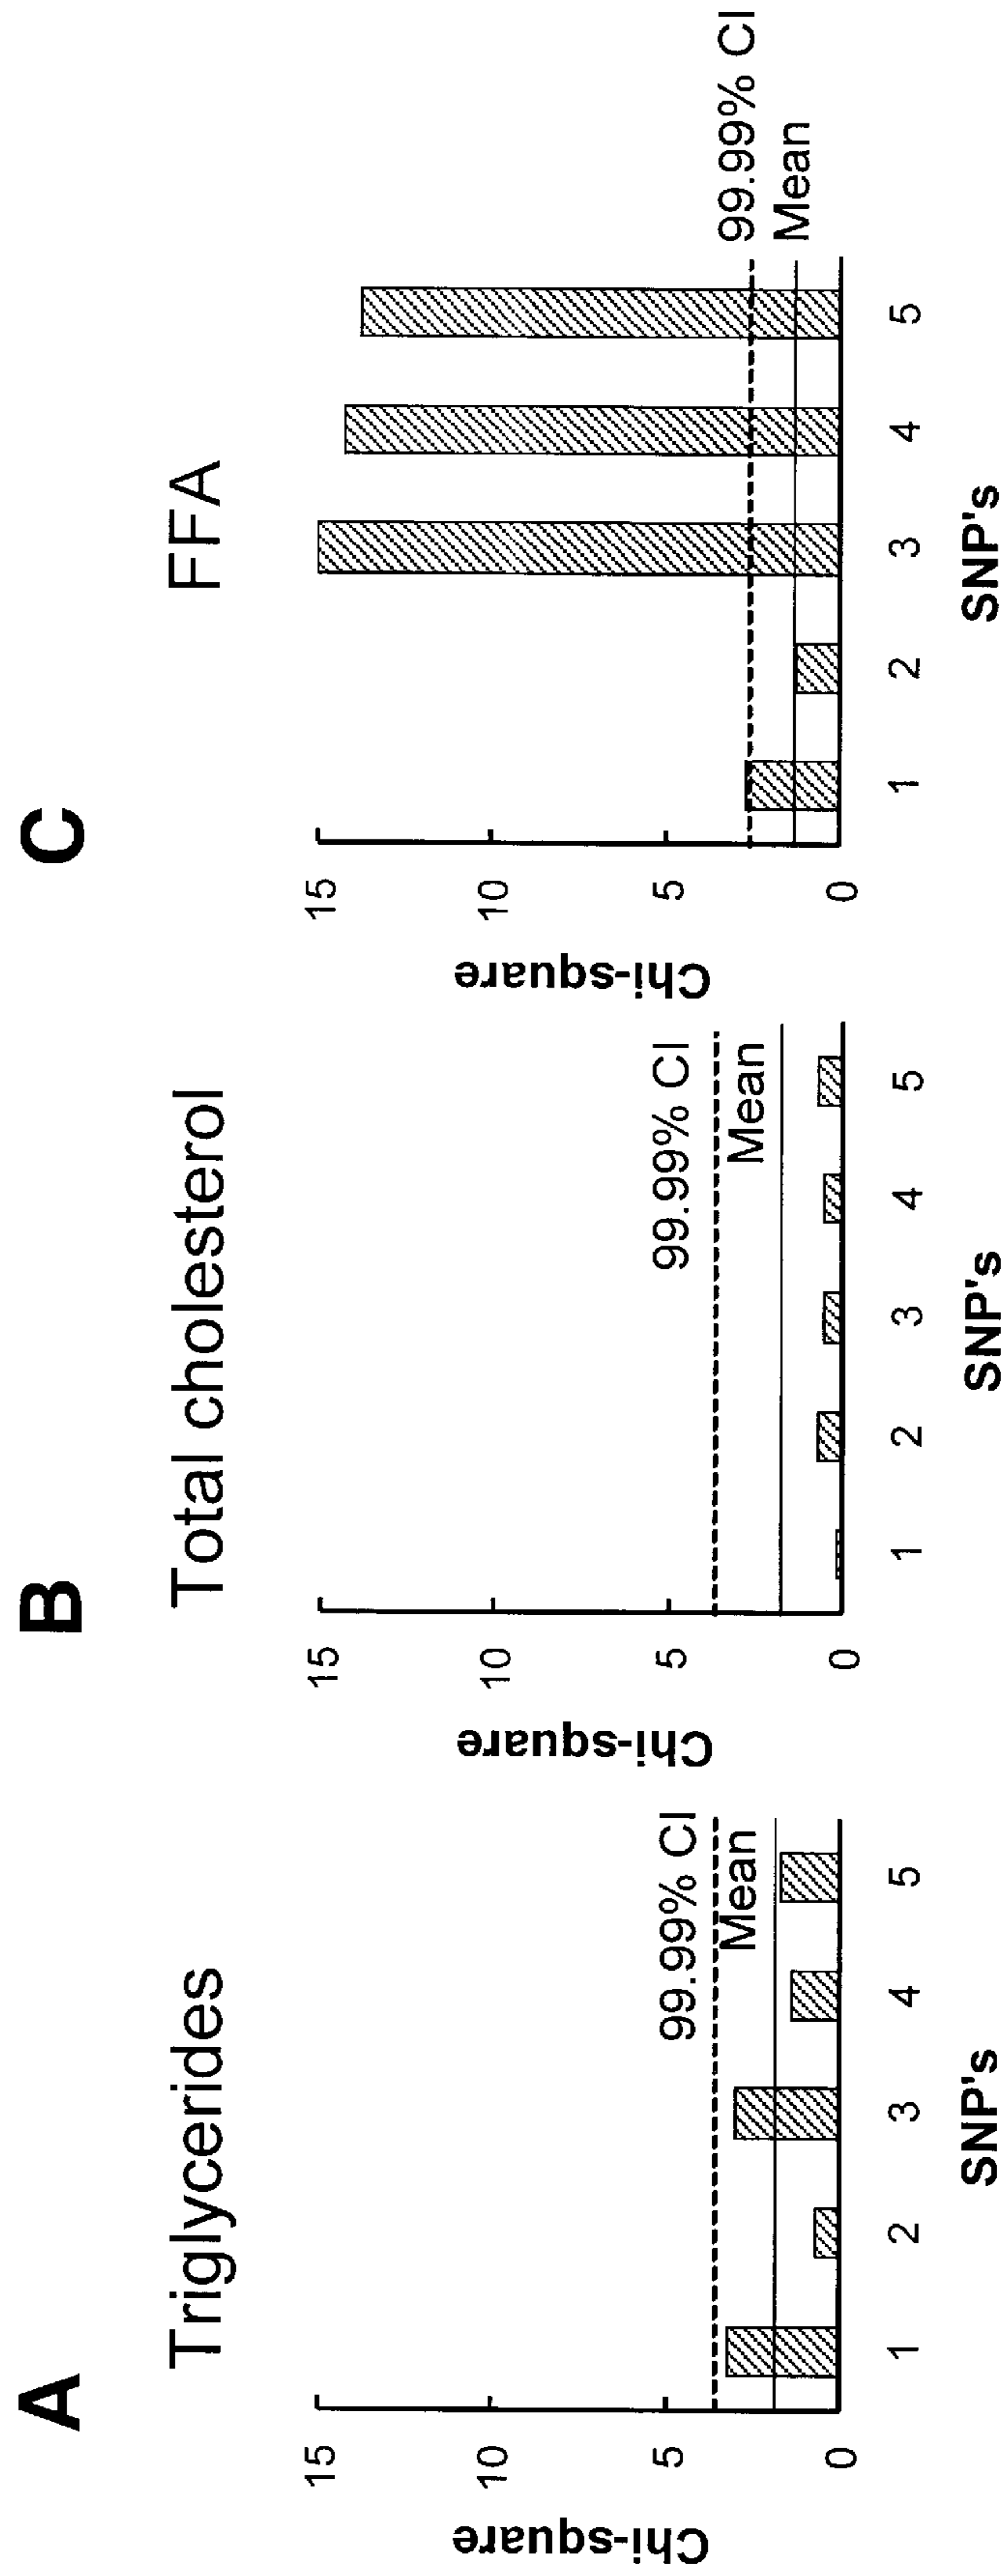 A
Triglycerides
Chi-square
15
10
5
0
99.99% CI
Mean
1 2 3 4 5
SNP's
B
Total cholesterol
Chi-square
15
10
5
0
99.99% CI
Mean
1 2 3 4 5
SNP's
C
FFA
Chi-square
15
10
5
0
99.99% CI
Mean
1 2 3 4 5
SNP's